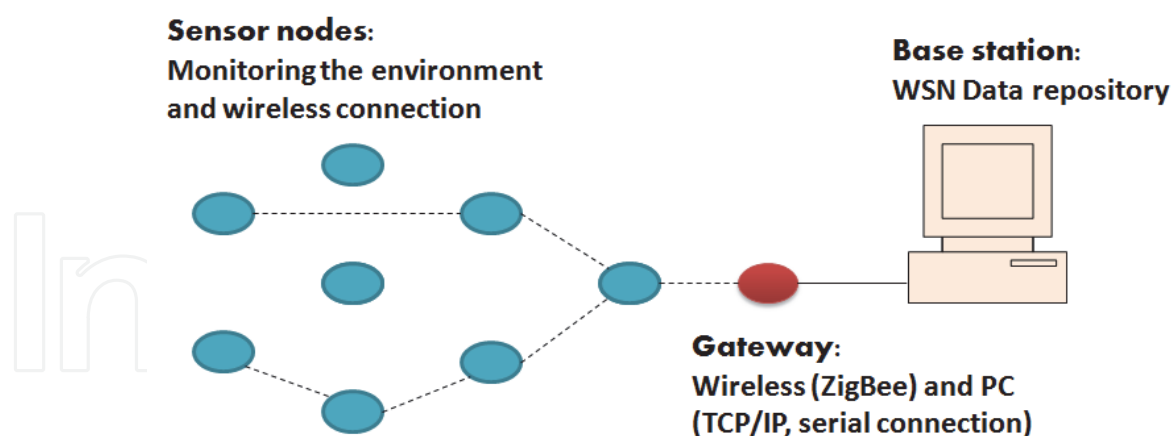 Sensor nodes:
Monitoring the environment
and wireless connection
Base station:
WSN Data repository
In
Gateway:
Wireless (ZigBee) and PC
(TCP/IP, serial connection)